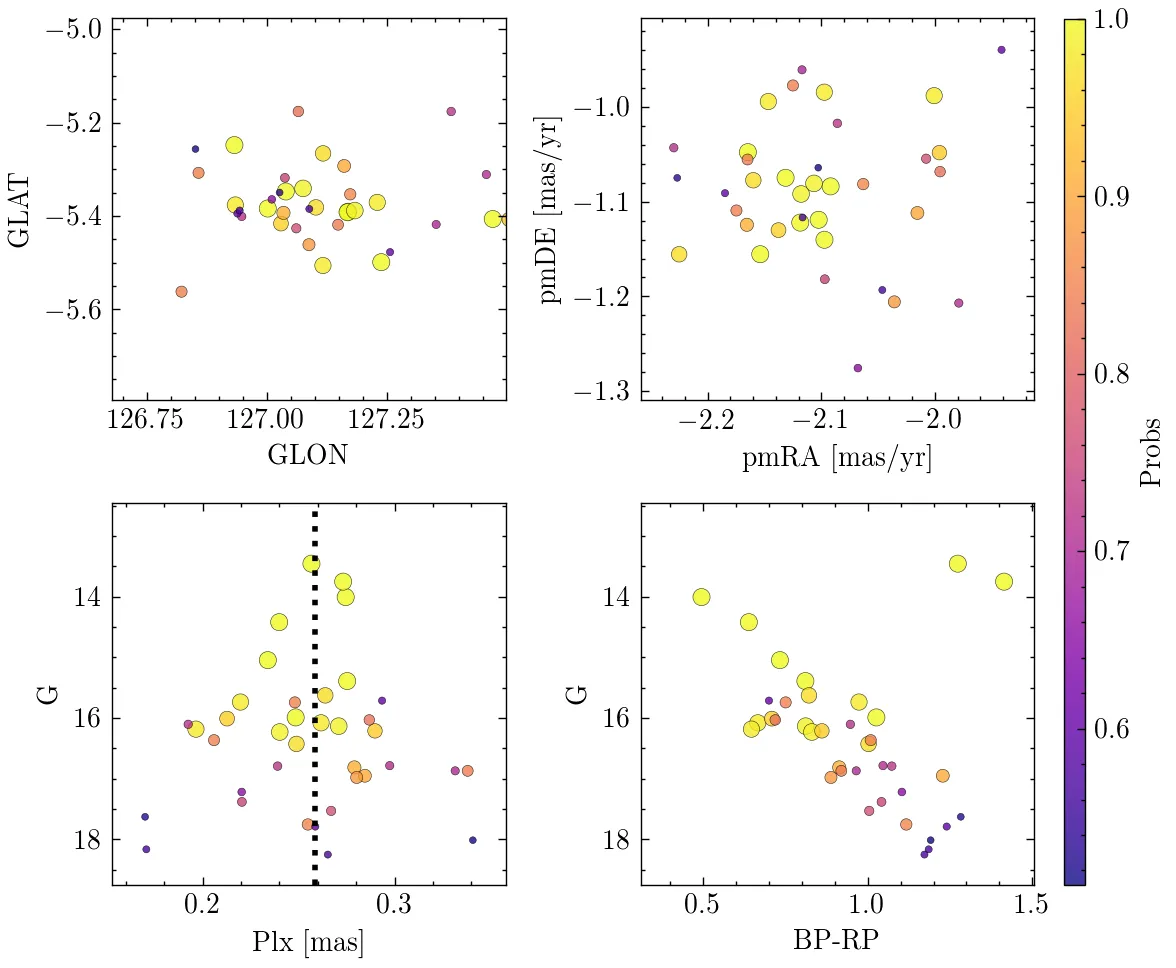 −5.0
−5.2
−5.4
−5.6
GLAT
126.75 127.00 127.25
GLON
−1.0
−1.1
−1.2
−1.3
pmDE [mas/yr]
−2.2 −2.1 −2.0
pmRA [mas/yr]
1.0
0.9
0.8
0.7
0.6
Probs
14
16
18
G
0.2 0.3
Plx [mas]
14
16
18
G
0.5 1.0 1.5
BP-RP